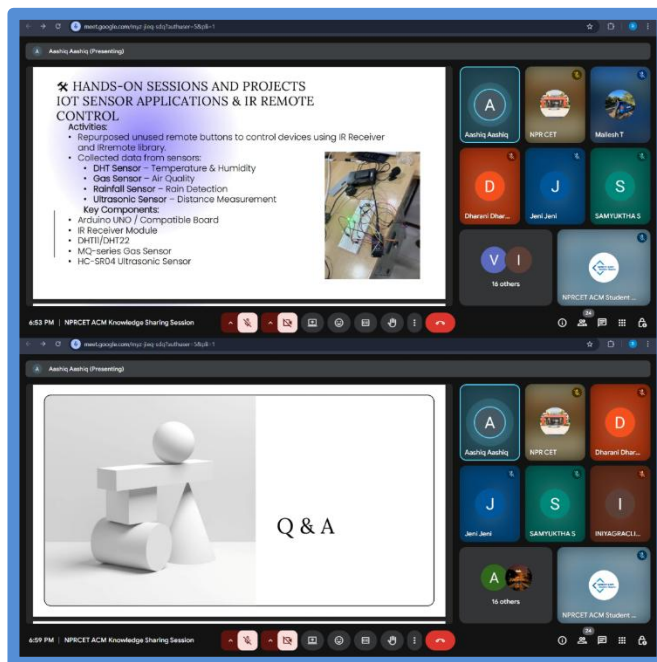 meet.google.com/myz-jieq-sdq?authuser=5&pli=1
A Aashiq Aashiq (Presenting)
🛠 HANDS-ON SESSIONS AND PROJECTS
IOT SENSOR APPLICATIONS & IR REMOTE
CONTROL
Activities:
• Repurposed unused remote buttons to control devices using IR Receiver
and IRremote library.
• Collected data from sensors:
• DHT Sensor – Temperature & Humidity
• Gas Sensor – Air Quality
• Rainfall Sensor – Rain Detection
• Ultrasonic Sensor – Distance Measurement
Key Components:
• Arduino UNO / Compatible Board
• IR Receiver Module
• DHT11/DHT22
• MQ-series Gas Sensor
• HC-SR04 Ultrasonic Sensor
A
Aashiq Aashiq
NPR CET
Mailesh T
D
Dharani Dhar...
J
Jeni Jeni
S
SAMYUKTHA S
V I
16 others
NPRCET ACM Student ...
6:53 PM | NPRCET ACM Knowledge Sharing Session
24
meet.google.com/myz-jieq-sdq?authuser=5&pli=1
A Aashiq Aashiq (Presenting)
Q & A
A
Aashiq Aashiq
NPR CET
D
Dharani Dhar...
J
Jeni Jeni
S
SAMYUKTHA S
I
INIYAGRACLI...
A
16 others
NPRCET ACM Student ...
6:59 PM | NPRCET ACM Knowledge Sharing Session
24